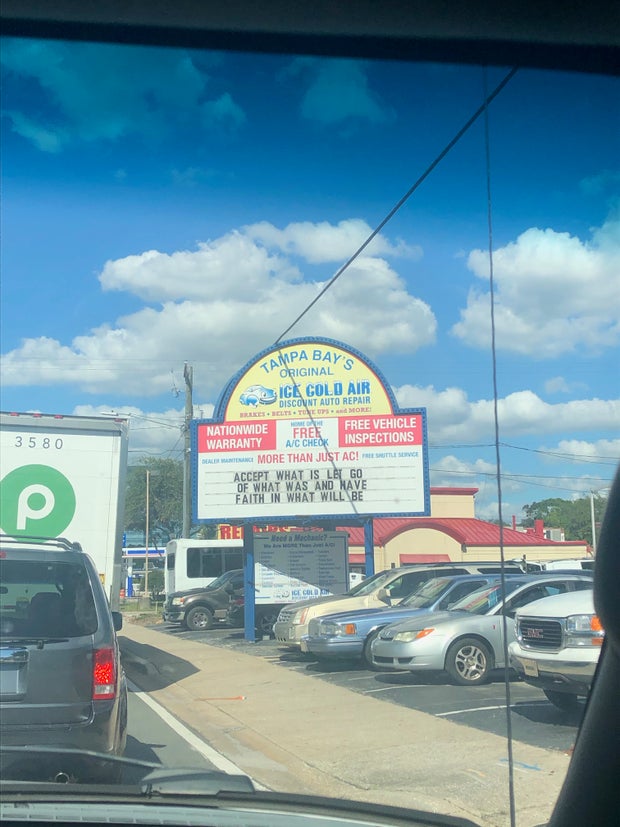 TAMPA BAY'S
ORIGINAL
ICE COLD AIR
DISCOUNT AUTO REPAIR
BRAKES • BELTS • TUNE UPS • and MORE!
NATIONWIDE
WARRANTY
HOME OF THE
FREE
A/C CHECK
FREE VEHICLE
INSPECTIONS
DEALER MAINTENANCE MORE THAN JUST AC! FREE SHUTTLE SERVICE
ACCEPT WHAT IS LET GO
OF WHAT WAS AND HAVE
FAITH IN WHAT WILL BE
3580
p
Need a Mechanic?
We Are MORE Than Just A/C!
ICE COLD AIR
GMC